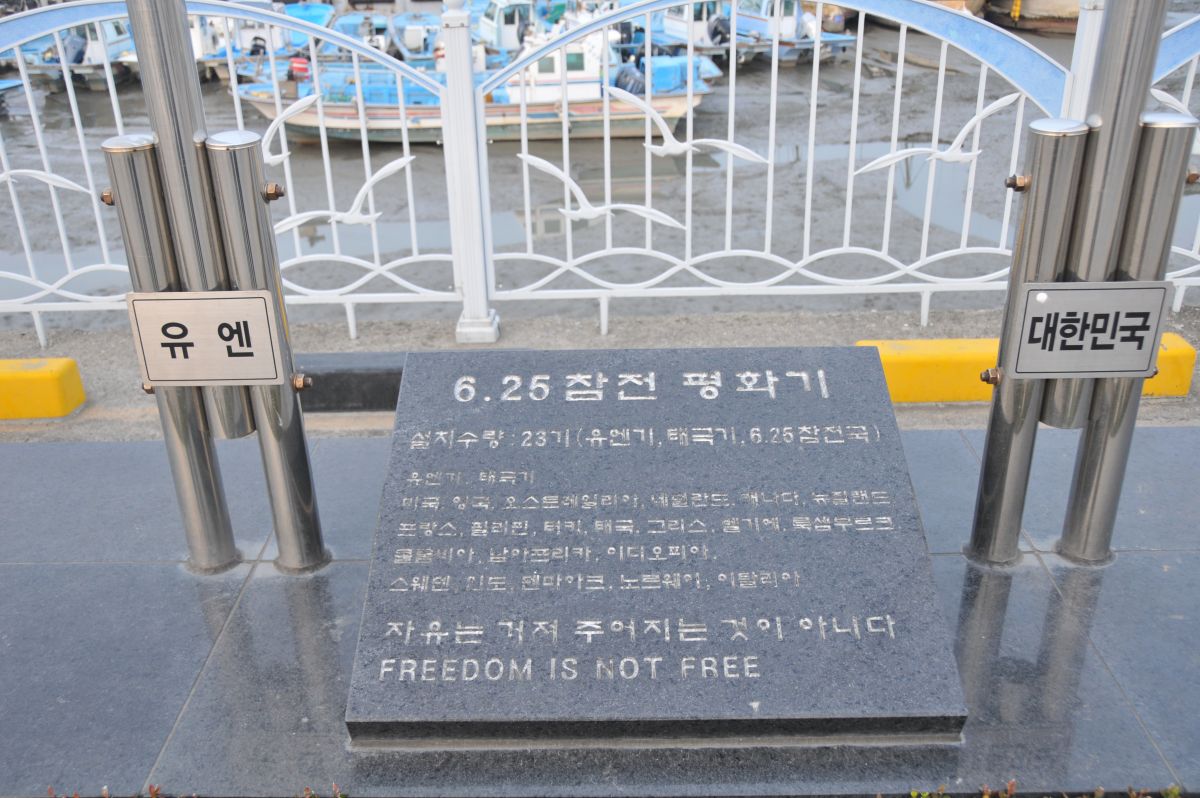 유 엔
대한민국
6.25 참전 평화기
설치수량 : 23기(유엔기, 태극기, 6.25참전국)
유엔기, 태극기
미국, 영국, 오스트레일리아, 네덜란드, 캐나다, 뉴질랜드
프랑스, 필리핀, 터키, 태국, 그리스, 벨기에, 룩셈부르크
콜롬비아, 남아프리카, 이디오피아,
스웨덴, 인도, 덴마아크, 노르웨이, 이탈리아
자유는 거저 주어지는 것이 아니다
FREEDOM IS NOT FREE